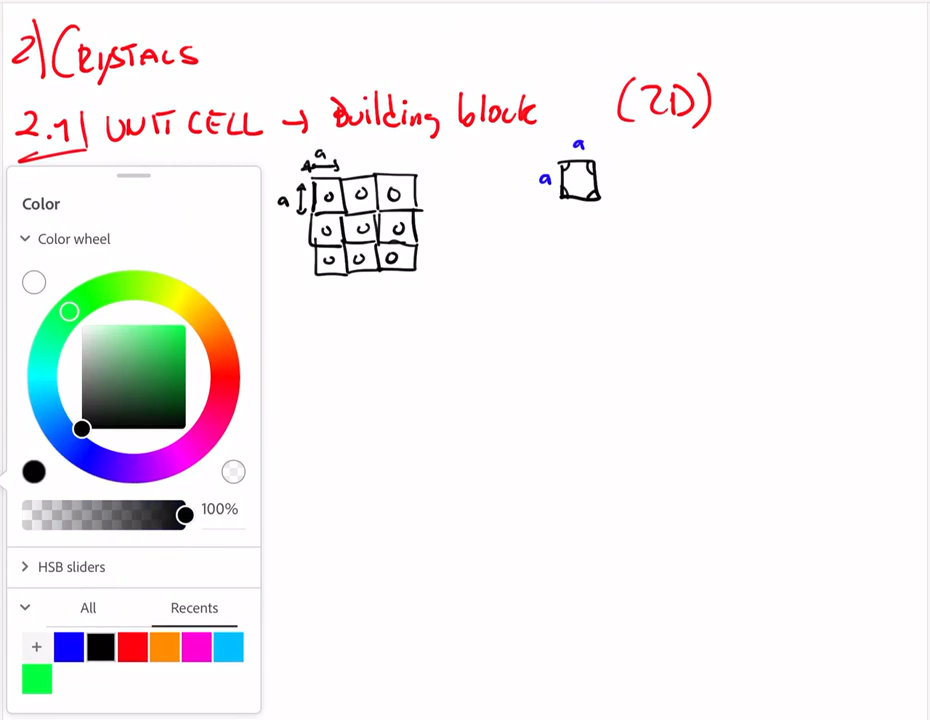 2) CRYSTALS
2.1 UNIT CELL → Building block (2D)
a
a
a
a
Color
Color wheel
100%
HSB sliders
All Recents
+